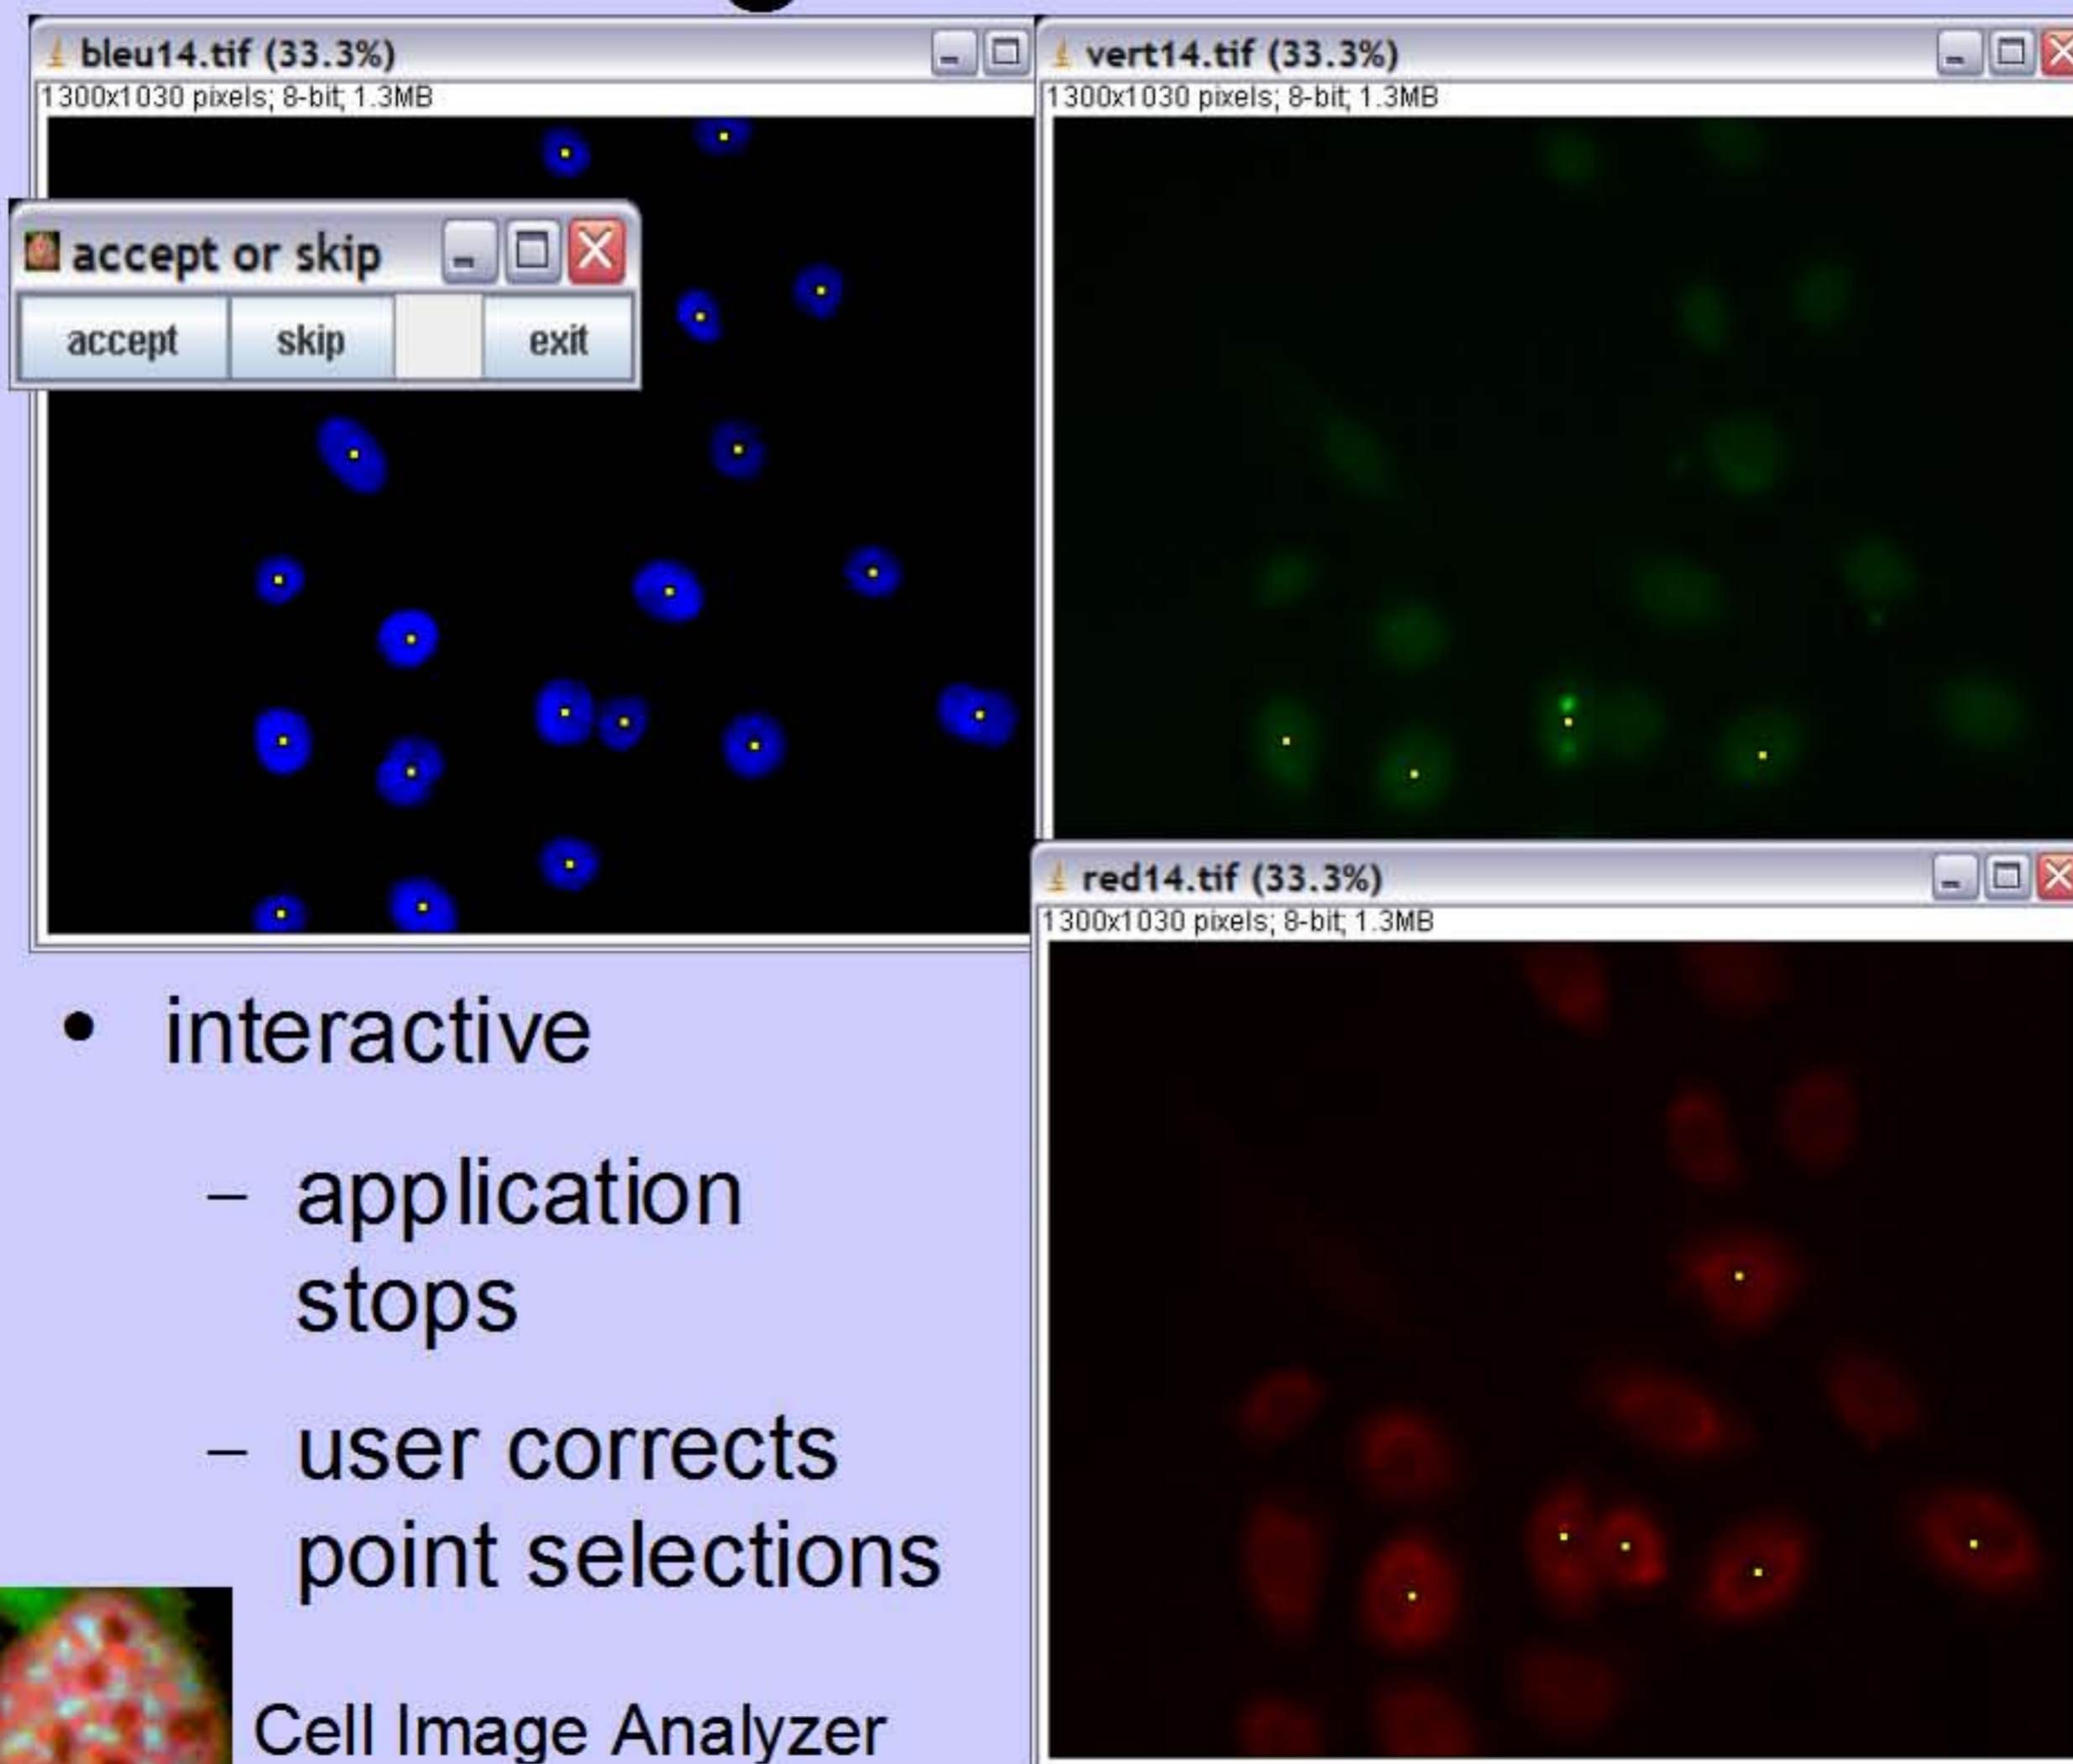 bleu14.tif (33.3%)
1300x1030 pixels; 8-bit; 1.3MB
vert14.tif (33.3%)
1300x1030 pixels; 8-bit; 1.3MB
accept or skip
accept skip exit
red14.tif (33.3%)
1300x1030 pixels; 8-bit; 1.3MB
• interactive
– application
stops
– user corrects
point selections
Cell Image Analyzer